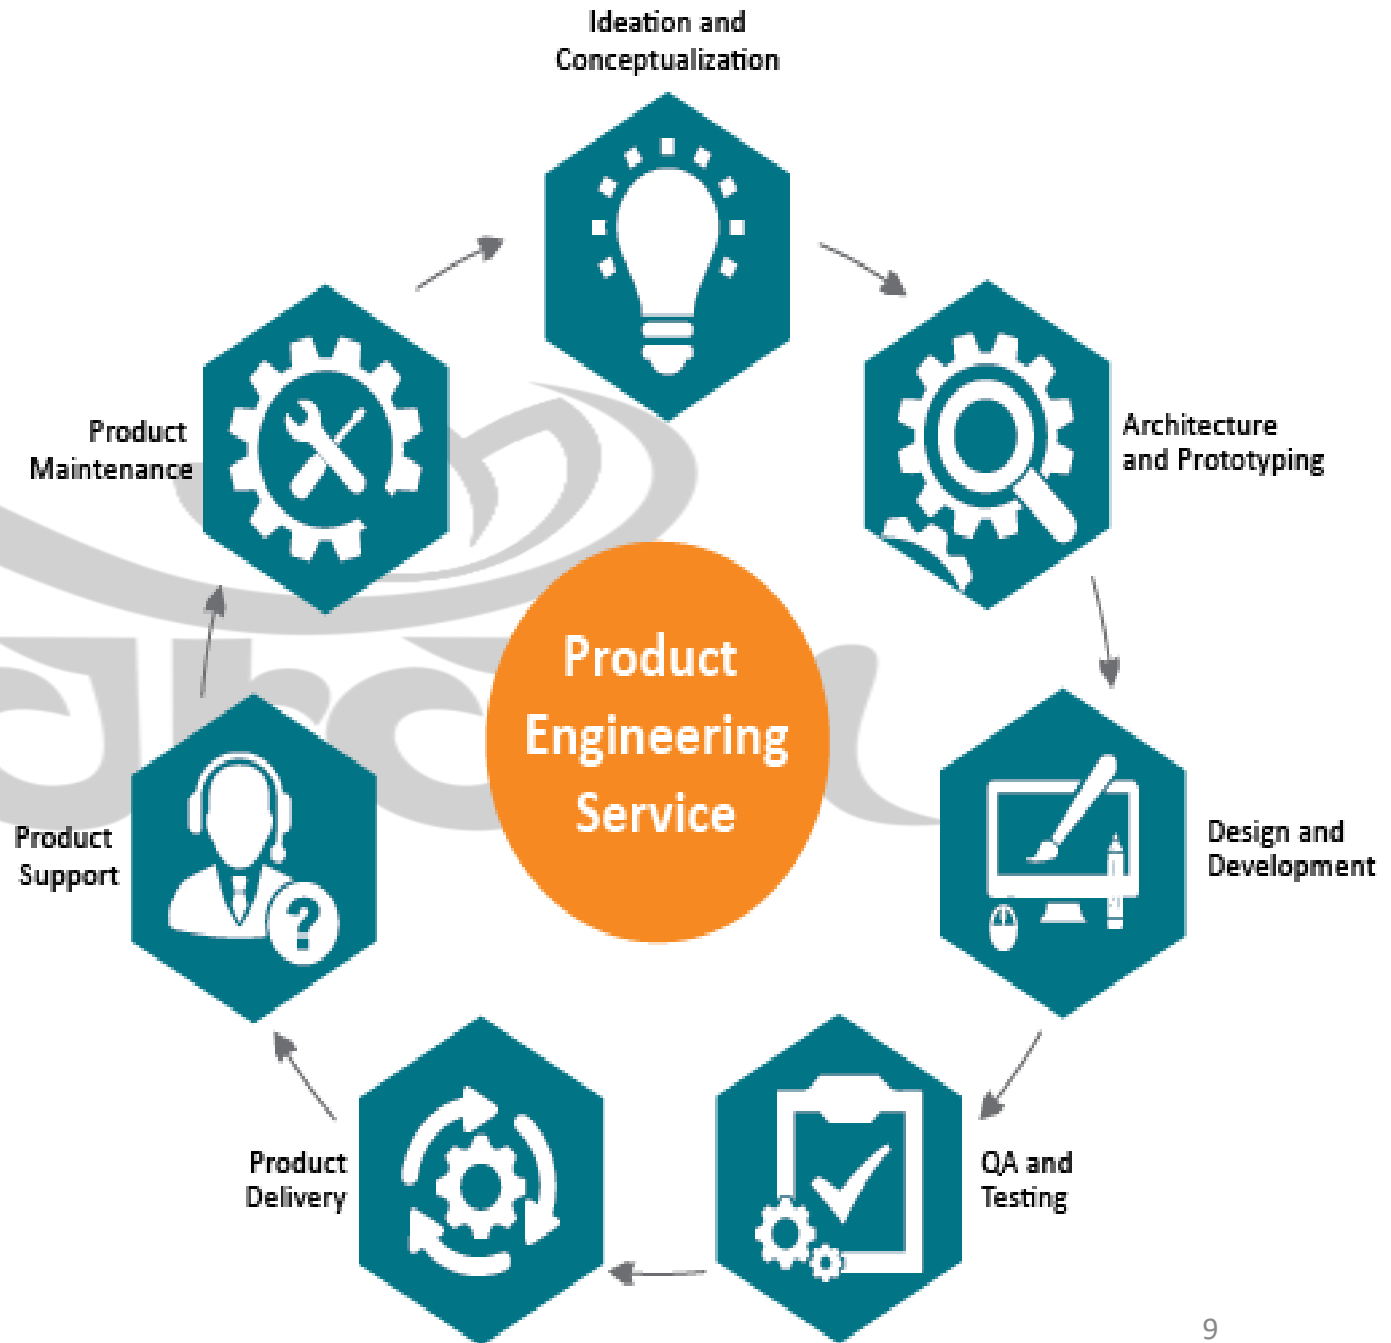 Ideation and
Conceptualization
Architecture
and Prototyping
Design and
Development
QA and
Testing
Product
Delivery
Product
Support
Product
Maintenance
Product
Engineering
Service
?
9